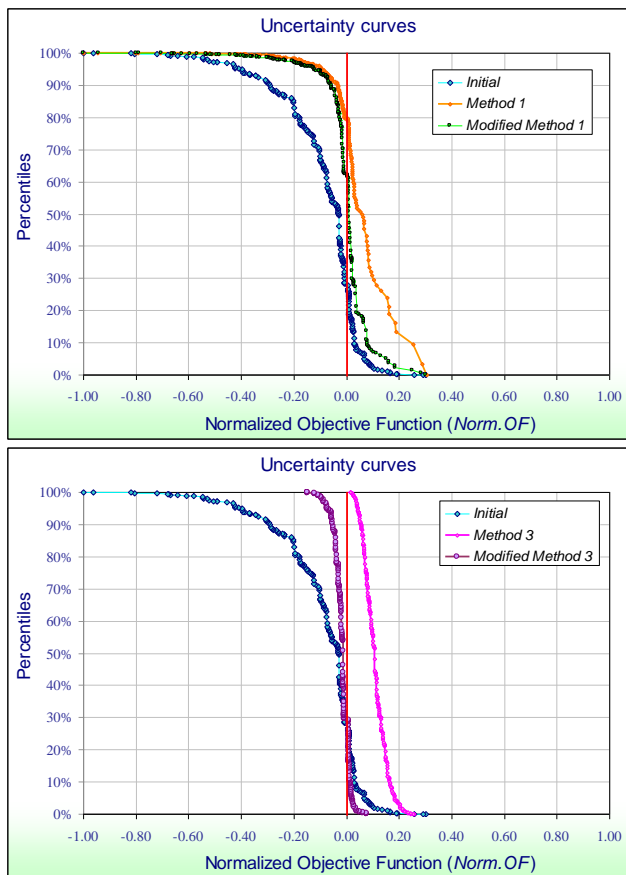 Uncertainty curves
100%
90%
80%
70%
60%
50%
40%
30%
20%
10%
0%
Percentiles
Initial
Method 1
Modified Method 1
-1.00 -0.80 -0.60 -0.40 -0.20 0.00 0.20 0.40 0.60 0.80 1.00
Normalized Objective Function (Norm.OF)
Uncertainty curves
100%
90%
80%
70%
60%
50%
40%
30%
20%
10%
0%
Percentiles
Initial
Method 3
Modified Method 3
-1.00 -0.80 -0.60 -0.40 -0.20 0.00 0.20 0.40 0.60 0.80 1.00
Normalized Objective Function (Norm.OF)